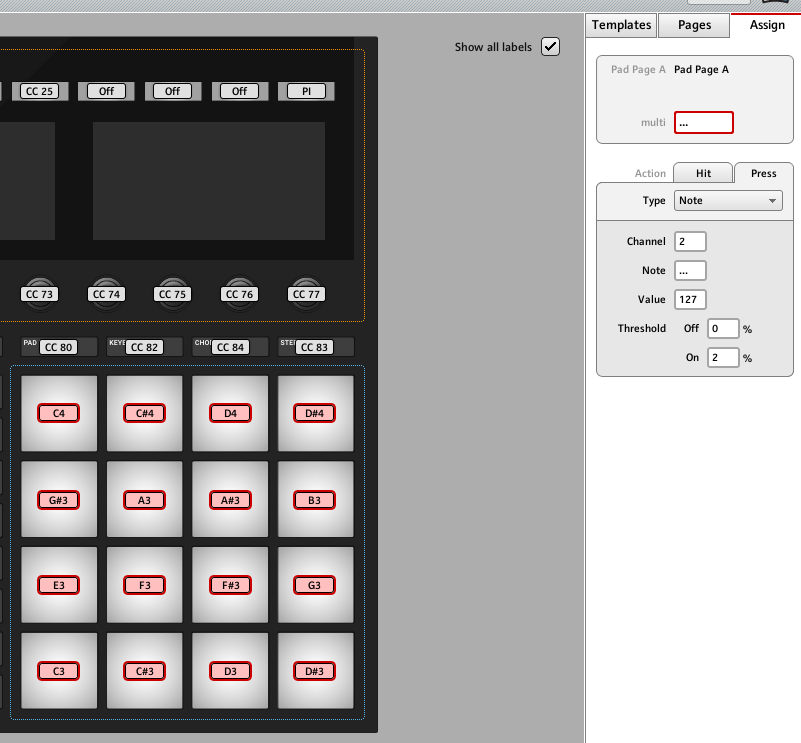 Templates Pages Assign
Show all labels
Pad Page A Pad Page A
CC 25 Off Off Off PI
multi ...
Action Hit Press
Type Note
Channel 2
Note ...
CC 73 CC 74 CC 75 CC 76 CC 77
Value 127
Threshold Off 0 %
PAD CC 80 KEYB CC 82 CHO CC 84 STE CC 83
On 2 %
C4 C#4 D4 D#4
G#3 A3 A#3 B3
E3 F3 F#3 G3
C3 C#3 D3 D#3